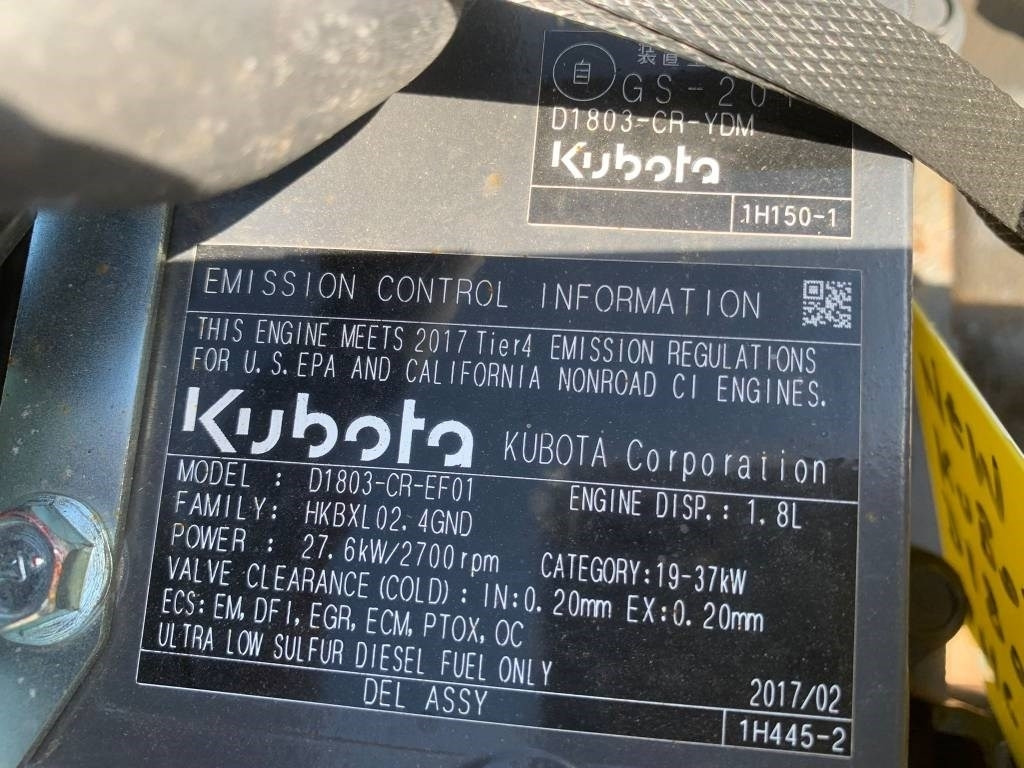 自 装置
GS-20
D1803-CR-YDM
Kubota
1H150-1
EMISSION CONTROL INFORMATION
THIS ENGINE MEETS 2017 Tier4 EMISSION REGULATIONS
FOR U.S.EPA AND CALIFORNIA NONROAD CI ENGINES.
Kubota KUBOTA Corporation
MODEL : D1803-CR-EF01 ENGINE DISP.: 1.8L
FAMILY: HKBXL02.4GND
POWER : 27.6kW/2700rpm CATEGORY:19-37kW
VALVE CLEARANCE(COLD): IN:0.20mm EX:0.20mm
ECS:EM,DFI,EGR,ECM,PTOX,OC
ULTRA LOW SULFUR DIESEL FUEL ONLY
DEL ASSY 2017/02
1H445-2
New